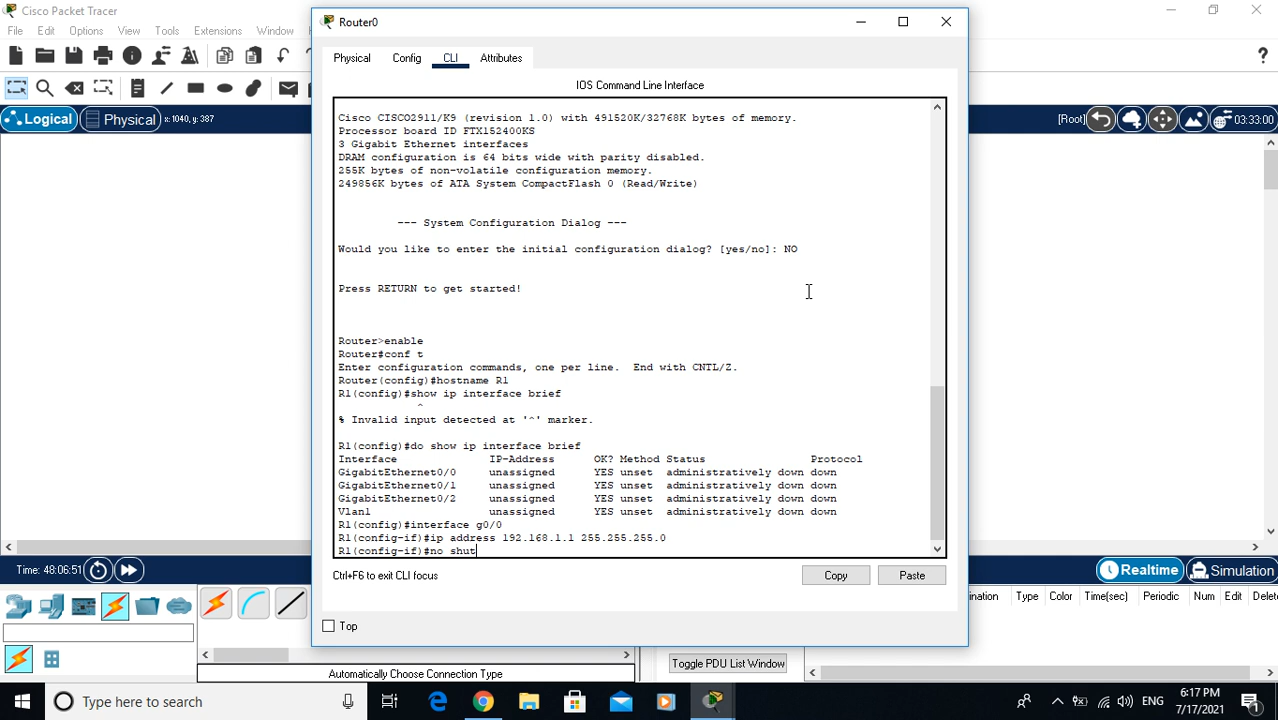 Cisco Packet Tracer
File Edit Options View Tools Extensions Window
Router0
Physical Config CLI Attributes
IOS Command Line Interface
Logical Physical x: 1040, y: 387
[Root] 03:33:00
Cisco CISCO2911/K9 (revision 1.0) with 491520K/32768K bytes of memory.
Processor board ID FTX152400KS
3 Gigabit Ethernet interfaces
DRAM configuration is 64 bits wide with parity disabled.
255K bytes of non-volatile configuration memory.
249856K bytes of ATA System CompactFlash 0 (Read/Write)
--- System Configuration Dialog ---
Would you like to enter the initial configuration dialog? [yes/no]: NO
Press RETURN to get started!
Router>enable
Router#conf t
Enter configuration commands, one per line. End with CNTL/Z.
Router(config)#hostname R1
R1(config)#show ip interface brief
^
% Invalid input detected at '^' marker.
R1(config)#do show ip interface brief
Interface IP-Address OK? Method Status Protocol
GigabitEthernet0/0 unassigned YES unset administratively down down
GigabitEthernet0/1 unassigned YES unset administratively down down
GigabitEthernet0/2 unassigned YES unset administratively down down
Vlan1 unassigned YES unset administratively down down
R1(config)#interface g0/0
R1(config-if)#ip address 192.168.1.1 255.255.255.0
R1(config-if)#no shut
Ctrl+F6 to exit CLI focus
Copy Paste
Top
Time: 48:06:51
Realtime Simulation
ination Type Color Time(sec) Periodic Num Edit Delete
Automatically Choose Connection Type
Toggle PDU List Window
Type here to search
ENG
6:17 PM
7/17/2021
1